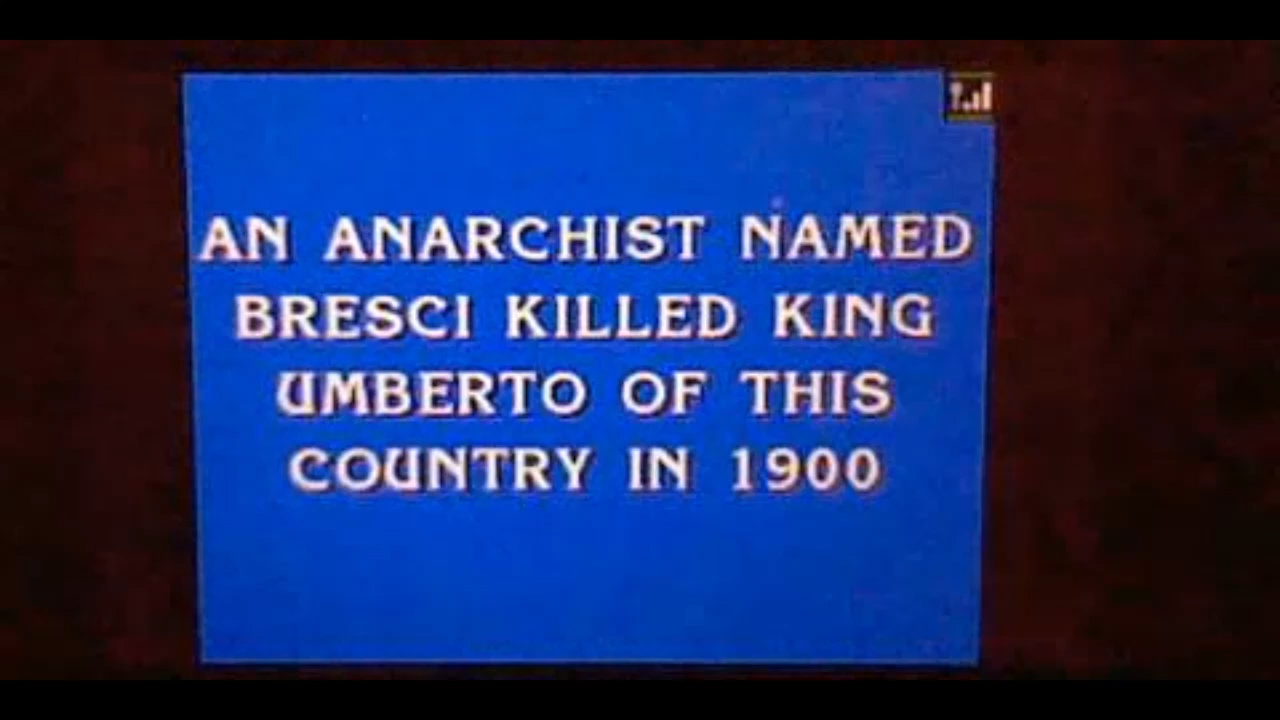 AN ANARCHIST NAMED
BRESCI KILLED KING
UMBERTO OF THIS
COUNTRY IN 1900